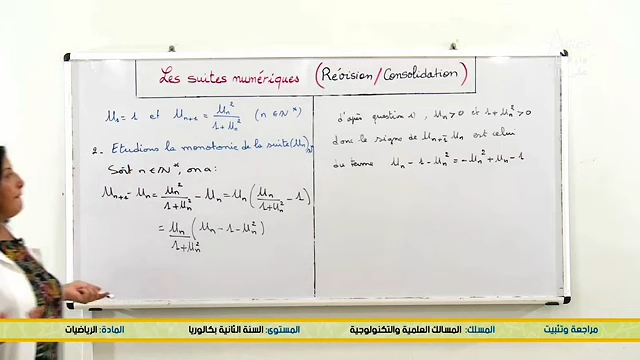 Les suites numériques (Révision/Consolidation)
u₁ = 1 et uₙ₊₁ = uₙ²/(1+uₙ²) (n ∈ ℕ*)
2- Etudions la monotonie de la suite (uₙ)ₙ
Soit n ∈ ℕ*, on a:
uₙ₊₁ - uₙ = uₙ²/(1+uₙ²) - uₙ = uₙ(uₙ/(1+uₙ²) - 1)
= uₙ/(1+uₙ²) (uₙ - 1 - uₙ²)
d'après question 1), uₙ > 0 et 1+uₙ² > 0
donc le signe de uₙ₊₁ - uₙ est celui
du terme uₙ - 1 - uₙ² = -uₙ² + uₙ - 1
مراجعة وتثبيت
المسلك: المسالك العلمية والتكنولوجية
المستوى: السنة الثانية بكالوريا
المادة: الرياضيات